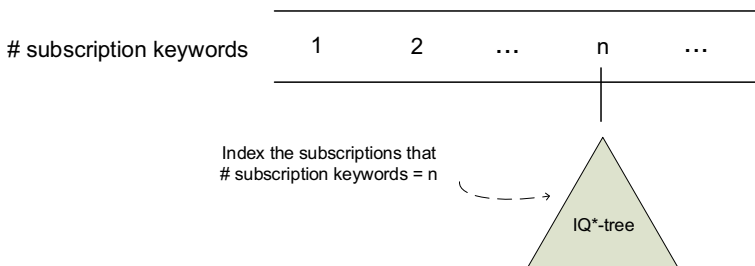 # subscription keywords 1 2 ... n ...
Index the subscriptions that
# subscription keywords = n
IQ*-tree